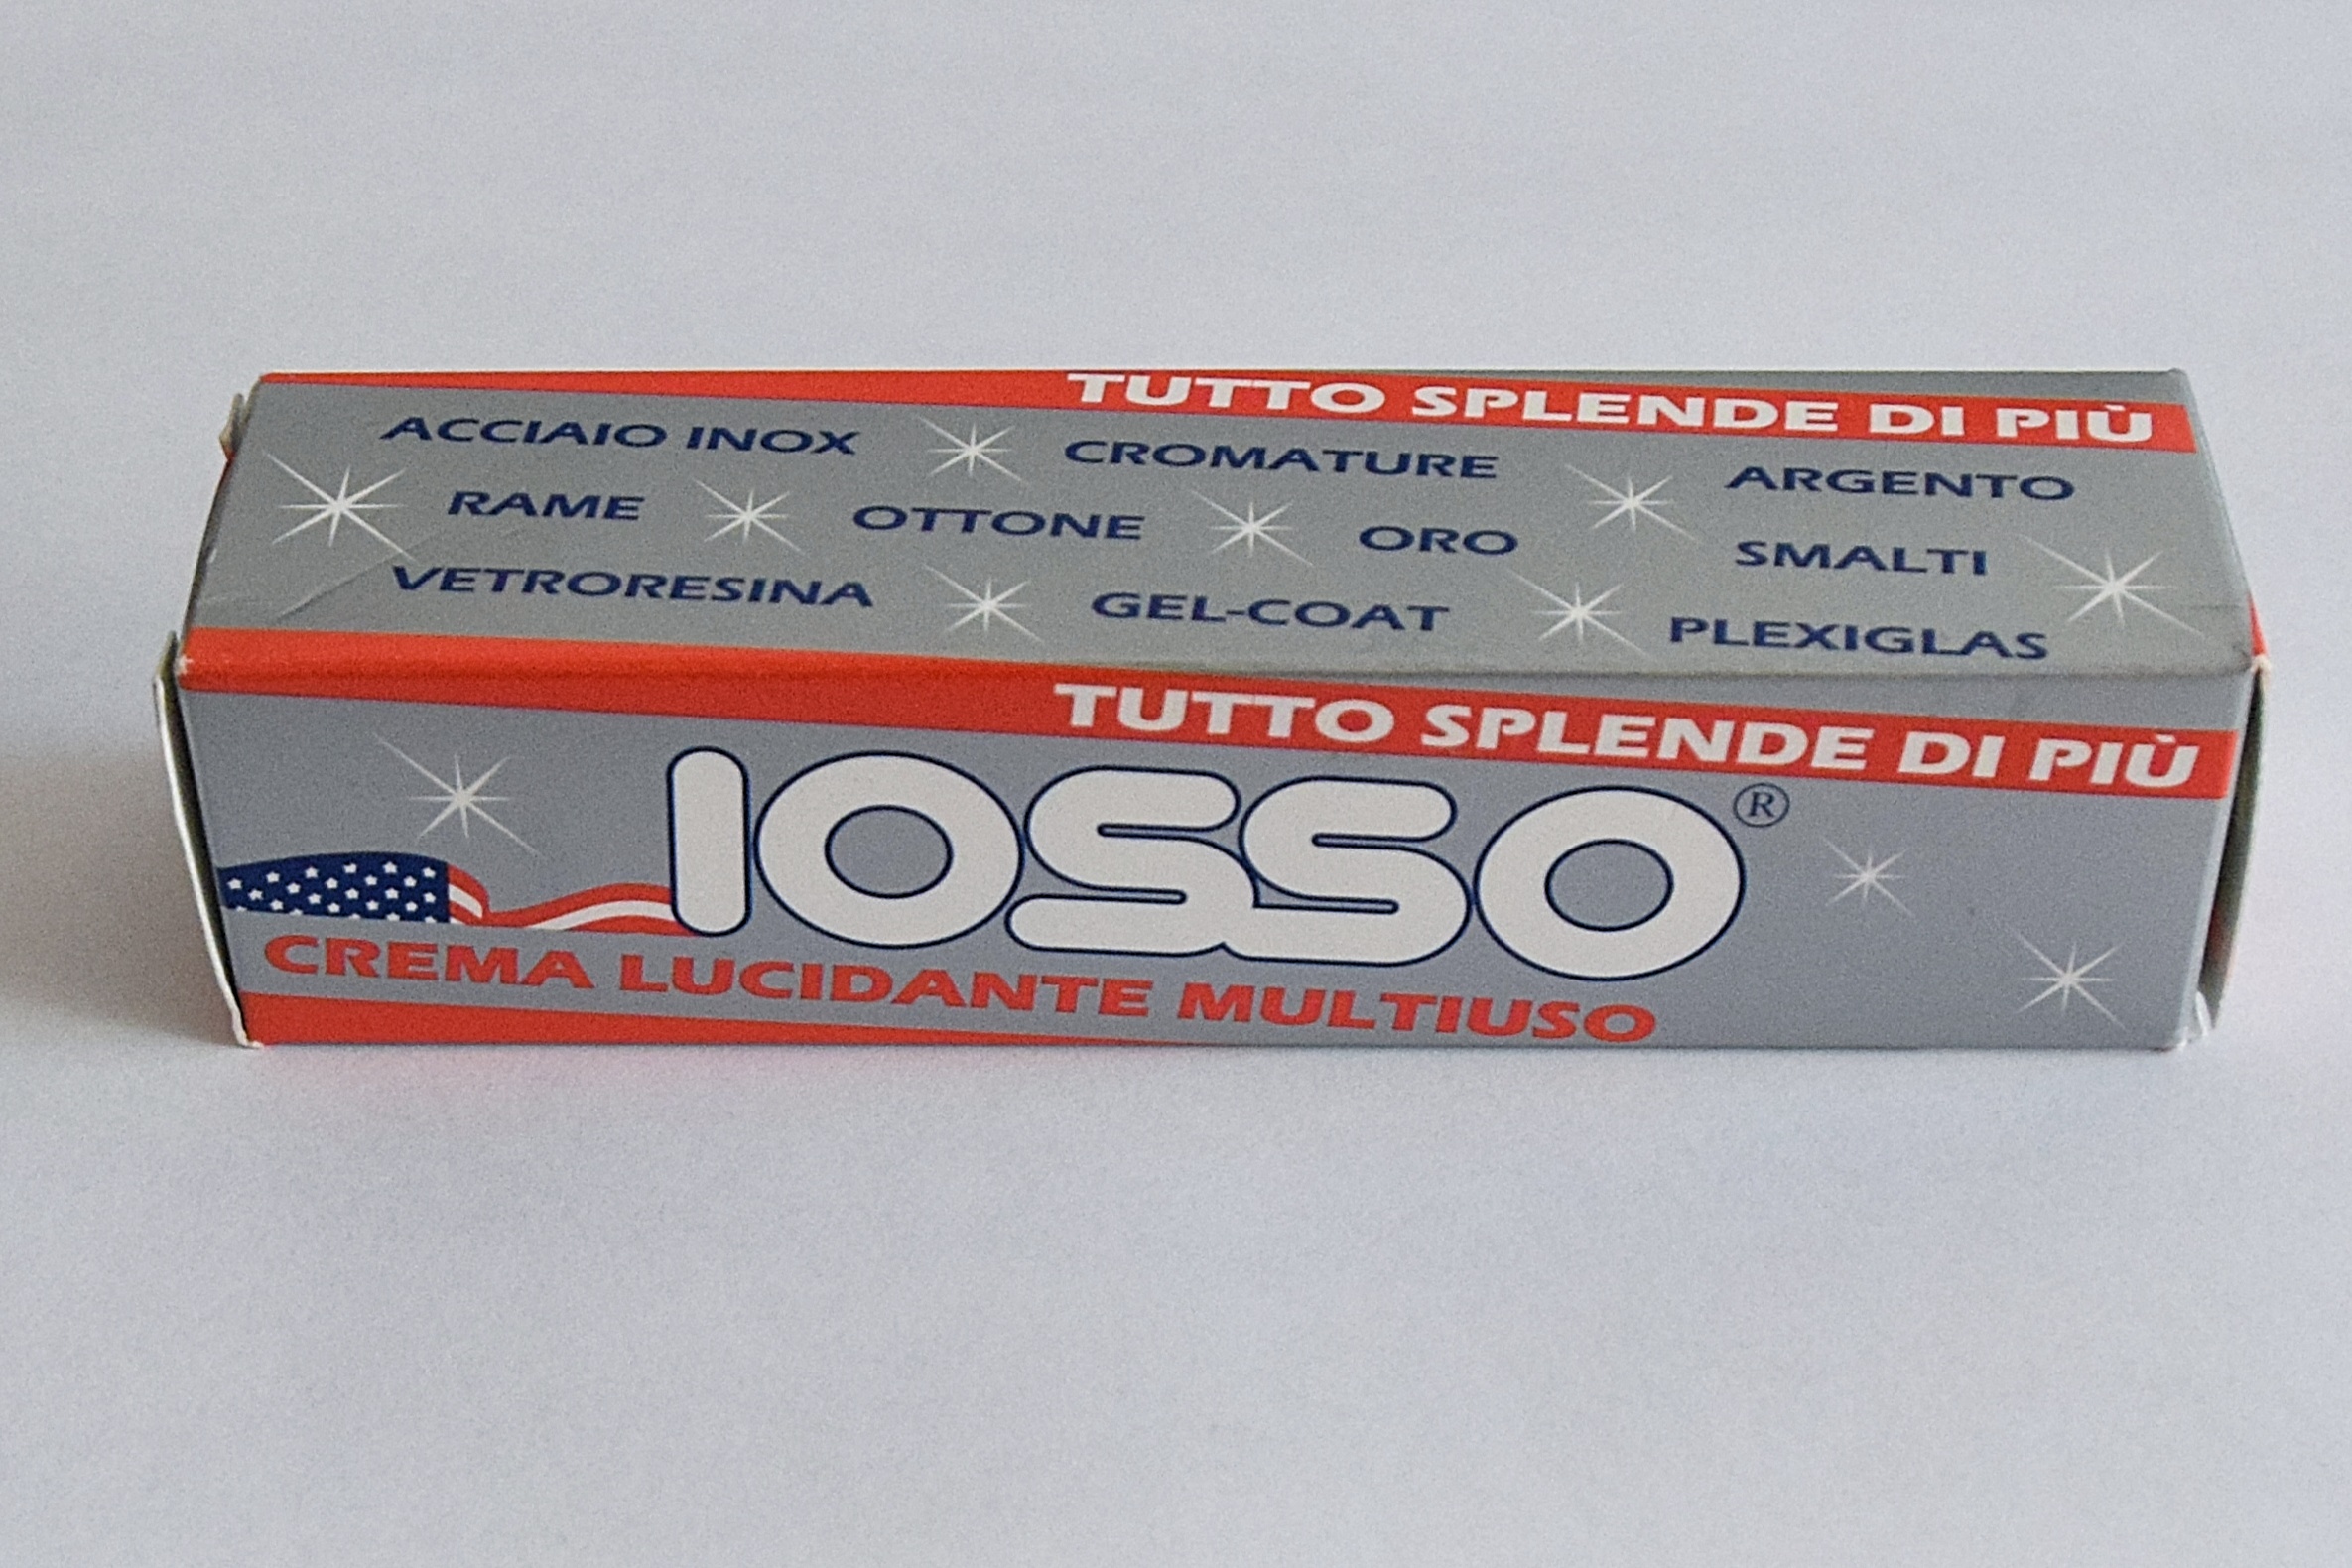 TUTTO SPLENDE DI PIÙ
ACCIAIO INOX CROMATURE ARGENTO
RAME OTTONE ORO SMALTI
VETRORESINA GEL-COAT PLEXIGLAS
TUTTO SPLENDE DI PIÙ
IOSSO®
CREMA LUCIDANTE MULTIUSO